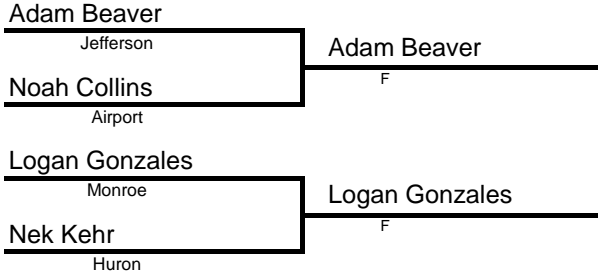 Adam Beaver
Jefferson
Adam Beaver
F
Noah Collins
Airport
Logan Gonzales
Monroe
Logan Gonzales
F
Nek Kehr
Huron